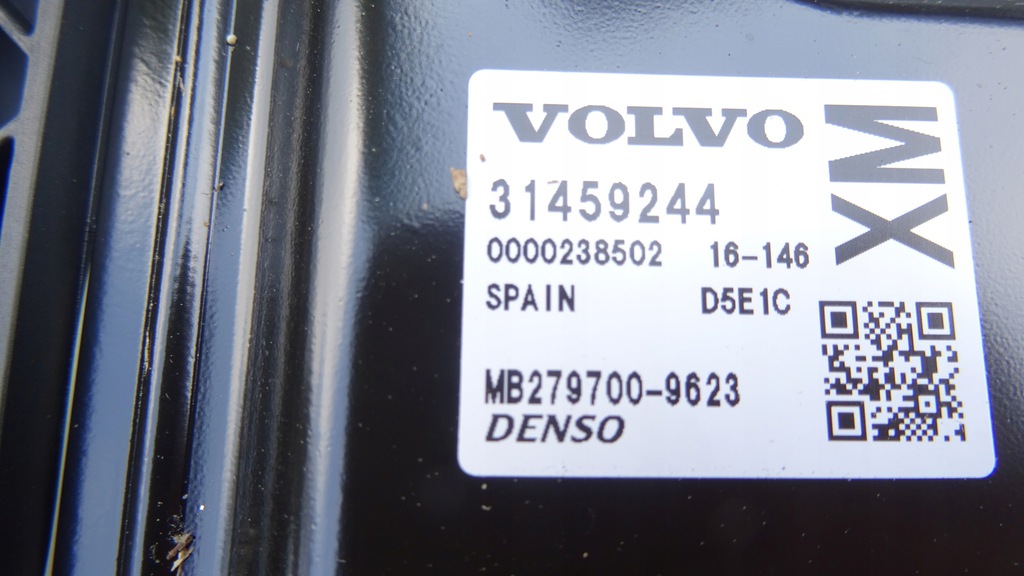 VOLVO
31459244
0000238502 16-146
SPAIN D5E1C
MB279700-9623
DENSO
XM